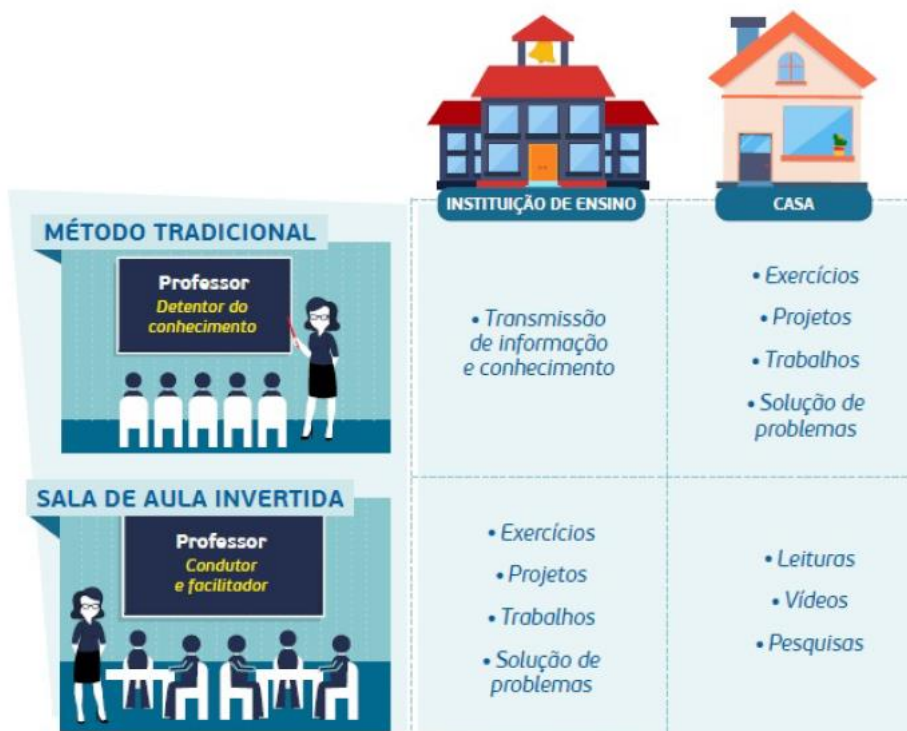 INSTITUIÇÃO DE ENSINO
CASA
MÉTODO TRADICIONAL
Professor
Detentor do
conhecimento
• Transmissão
de informação
e conhecimento
• Exercícios
• Projetos
• Trabalhos
• Solução de
problemas
SALA DE AULA INVERTIDA
Professor
Condutor
e facilitador
• Exercícios
• Projetos
• Trabalhos
• Solução de
problemas
• Leituras
• Vídeos
• Pesquisas